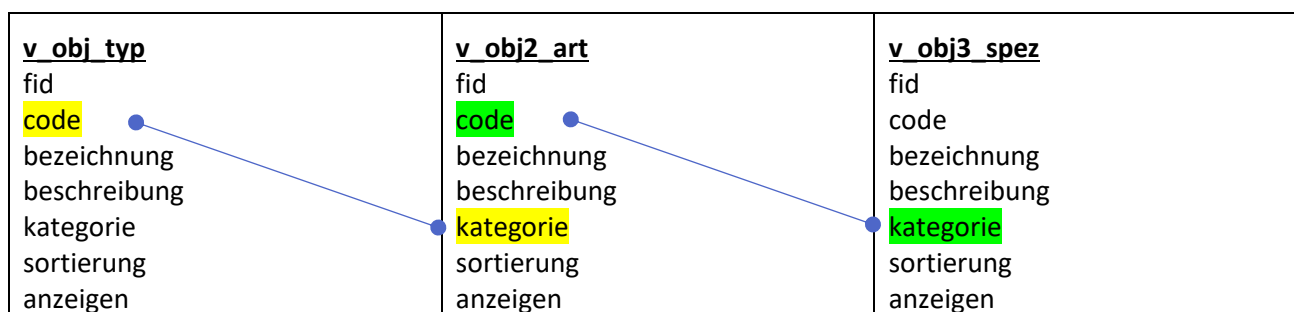 v_obj_typ
fid
code
bezeichnung
beschreibung
kategorie
sortierung
anzeigen
v_obj2_art
fid
code
bezeichnung
beschreibung
kategorie
sortierung
anzeigen
v_obj3_spez
fid
code
bezeichnung
beschreibung
kategorie
sortierung
anzeigen